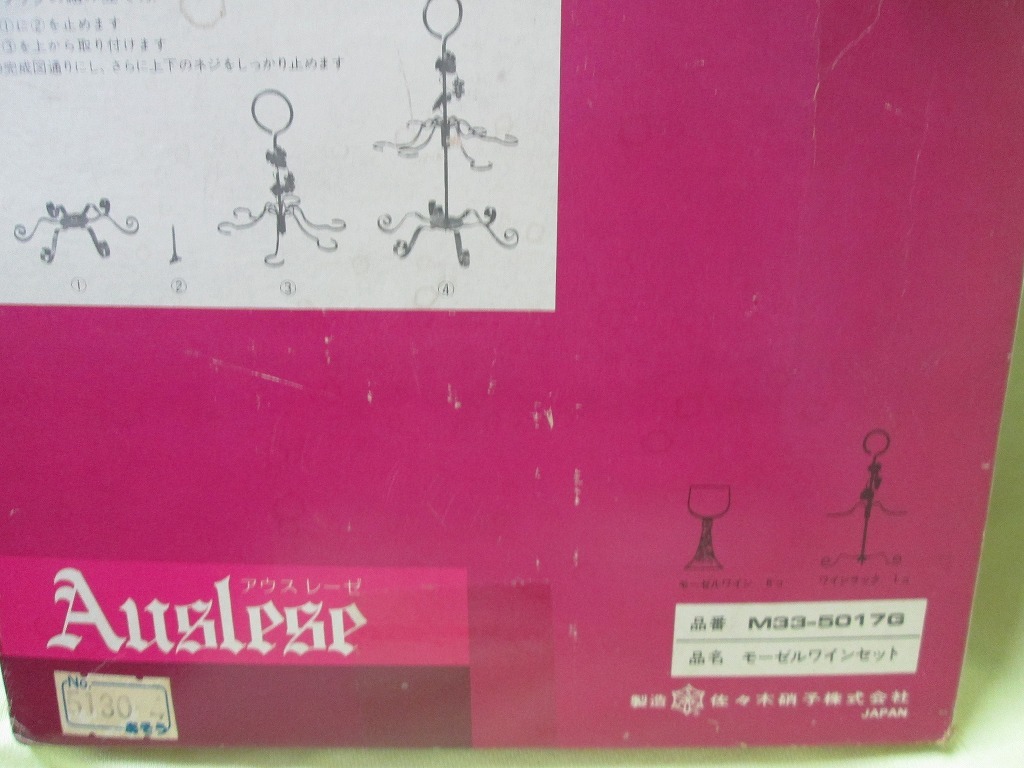 ①に②を止めます
③を上から取り付けます
完成図通りにし、さらに上下のネジをしっかり止めます
① ② ③ ④
アウスレーゼ
Auslese
No.
5130
あそう
モーゼルワイン
ワインラック
品番 M33-5017G
品名 モーゼルワインセット
製造 佐々木硝子株式会社
JAPAN